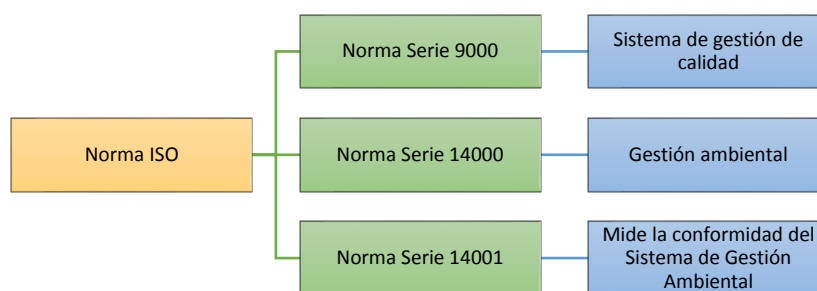 Norma ISO
Norma Serie 9000
Sistema de gestión de
calidad
Norma Serie 14000
Gestión ambiental
Norma Serie 14001
Mide la conformidad del
Sistema de Gestión
Ambiental